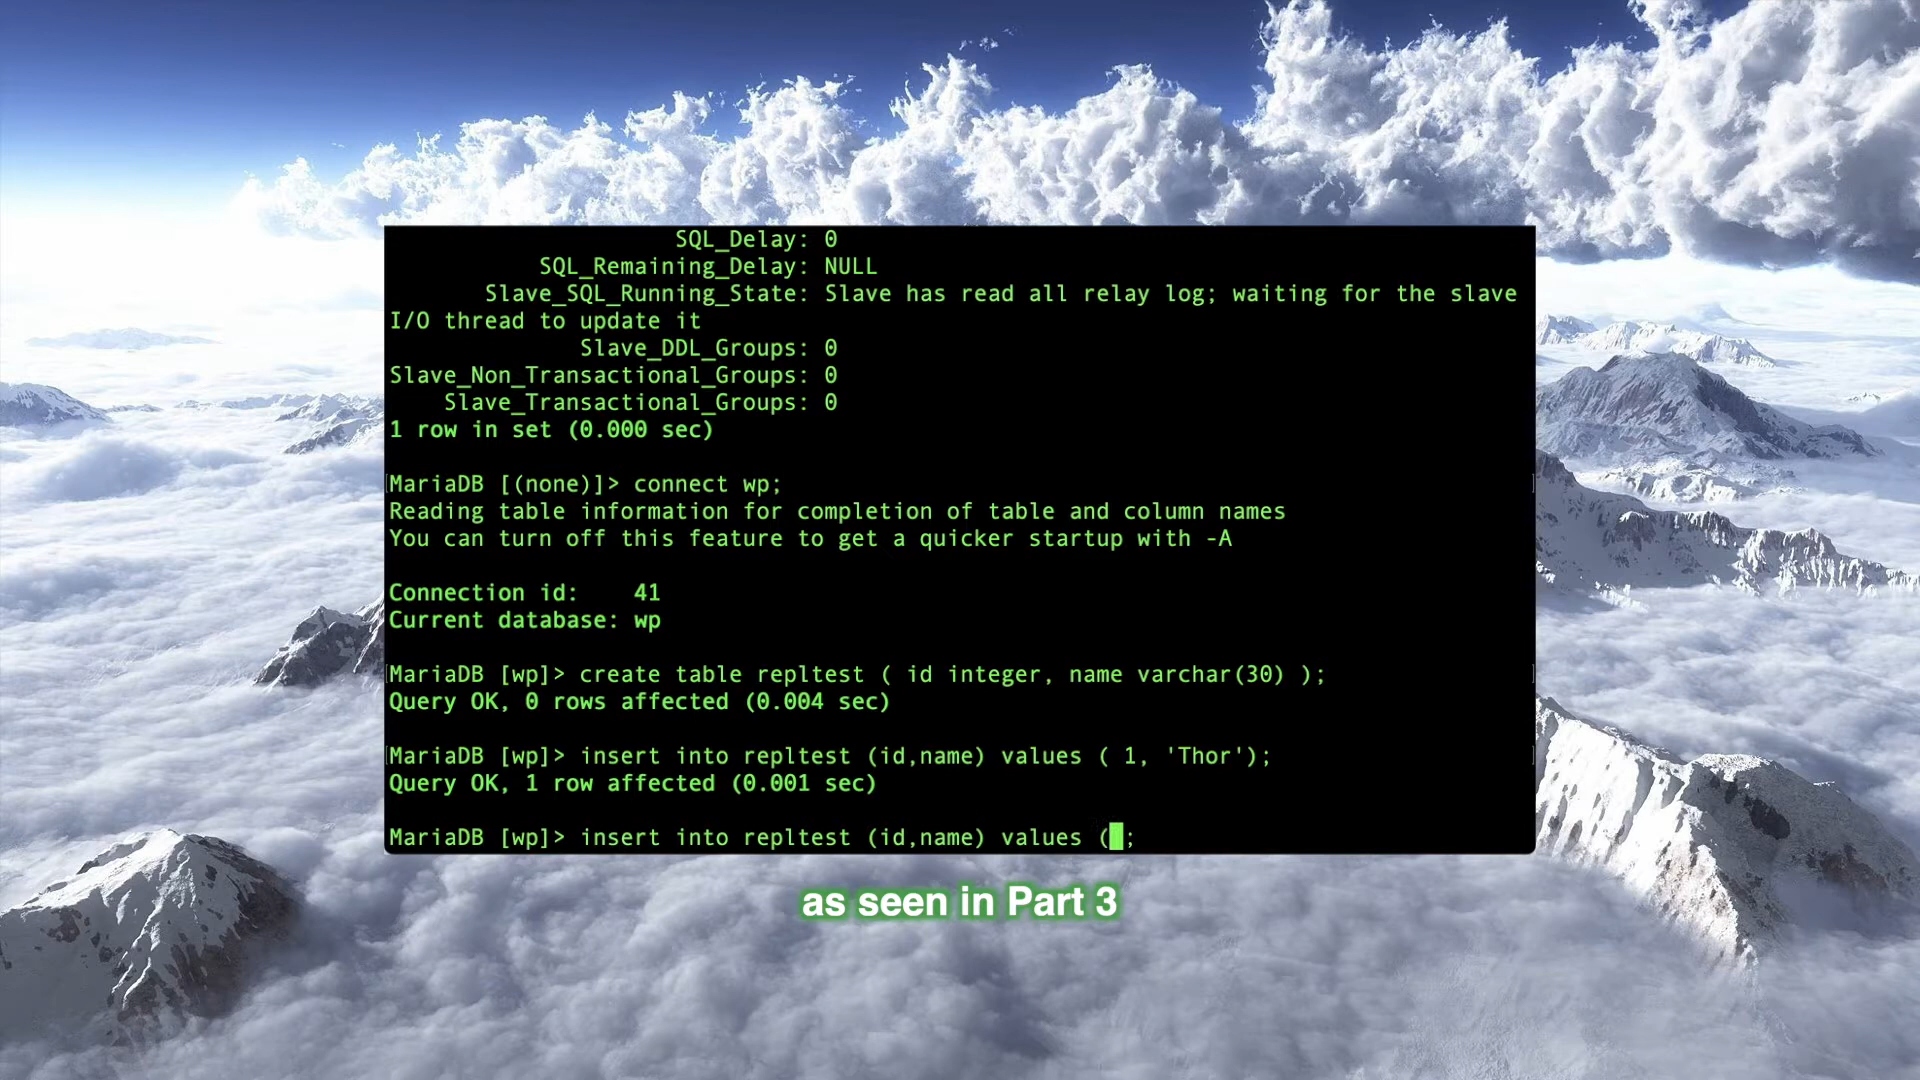 SQL_Delay: 0
SQL_Remaining_Delay: NULL
Slave_SQL_Running_State: Slave has read all relay log; waiting for the slave
I/O thread to update it
Slave_DDL_Groups: 0
Slave_Non_Transactional_Groups: 0
Slave_Transactional_Groups: 0
1 row in set (0.000 sec)
MariaDB [(none)]> connect wp;
Reading table information for completion of table and column names
You can turn off this feature to get a quicker startup with -A
Connection id: 41
Current database: wp
MariaDB [wp]> create table repltest ( id integer, name varchar(30) );
Query OK, 0 rows affected (0.004 sec)
MariaDB [wp]> insert into repltest (id,name) values ( 1, 'Thor');
Query OK, 1 row affected (0.001 sec)
MariaDB [wp]> insert into repltest (id,name) values ( ;
as seen in Part 3